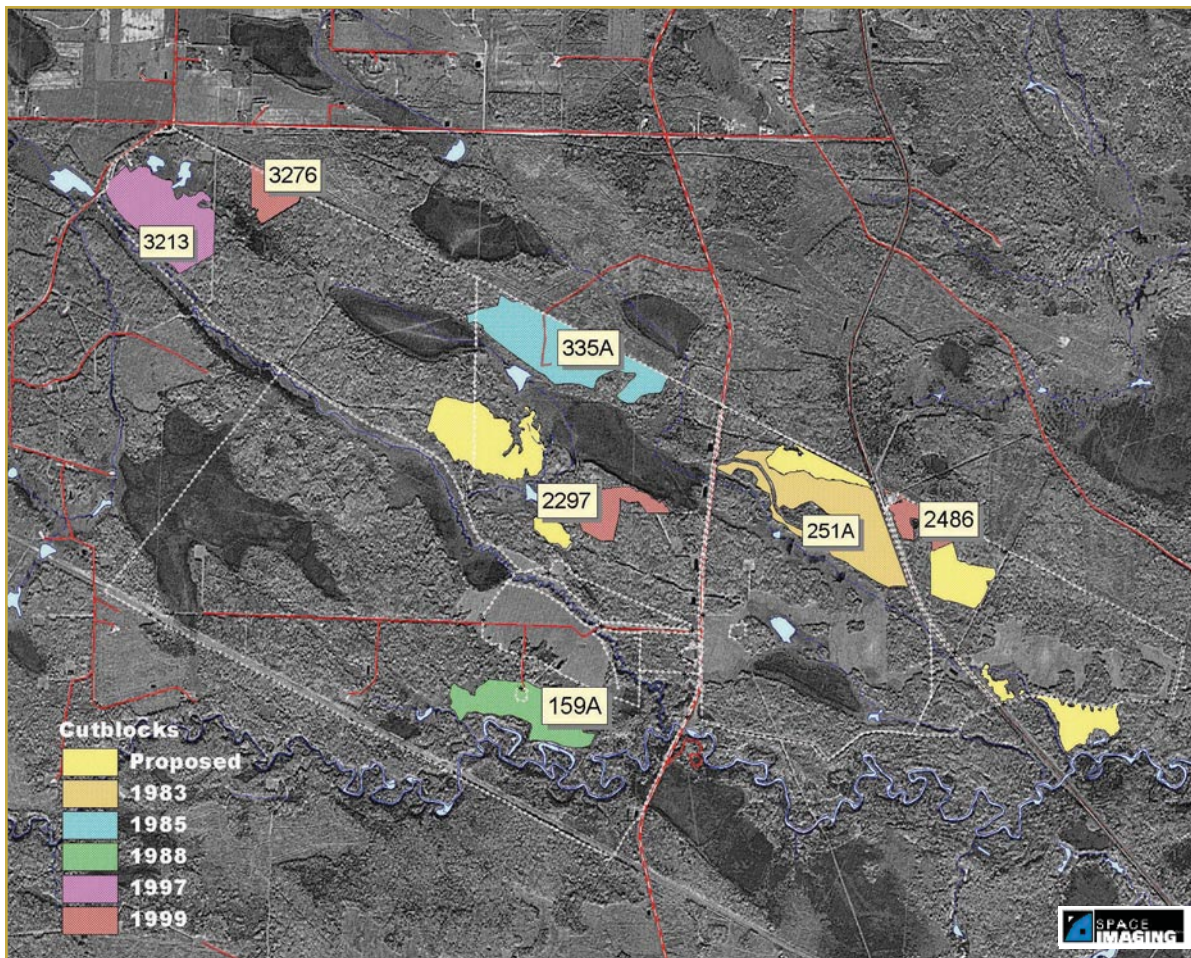 3276
3213
335A
2297
251A
2486
159A
Cutblocks
Proposed
1983
1985
1988
1997
1999
SPACE
IMAGING